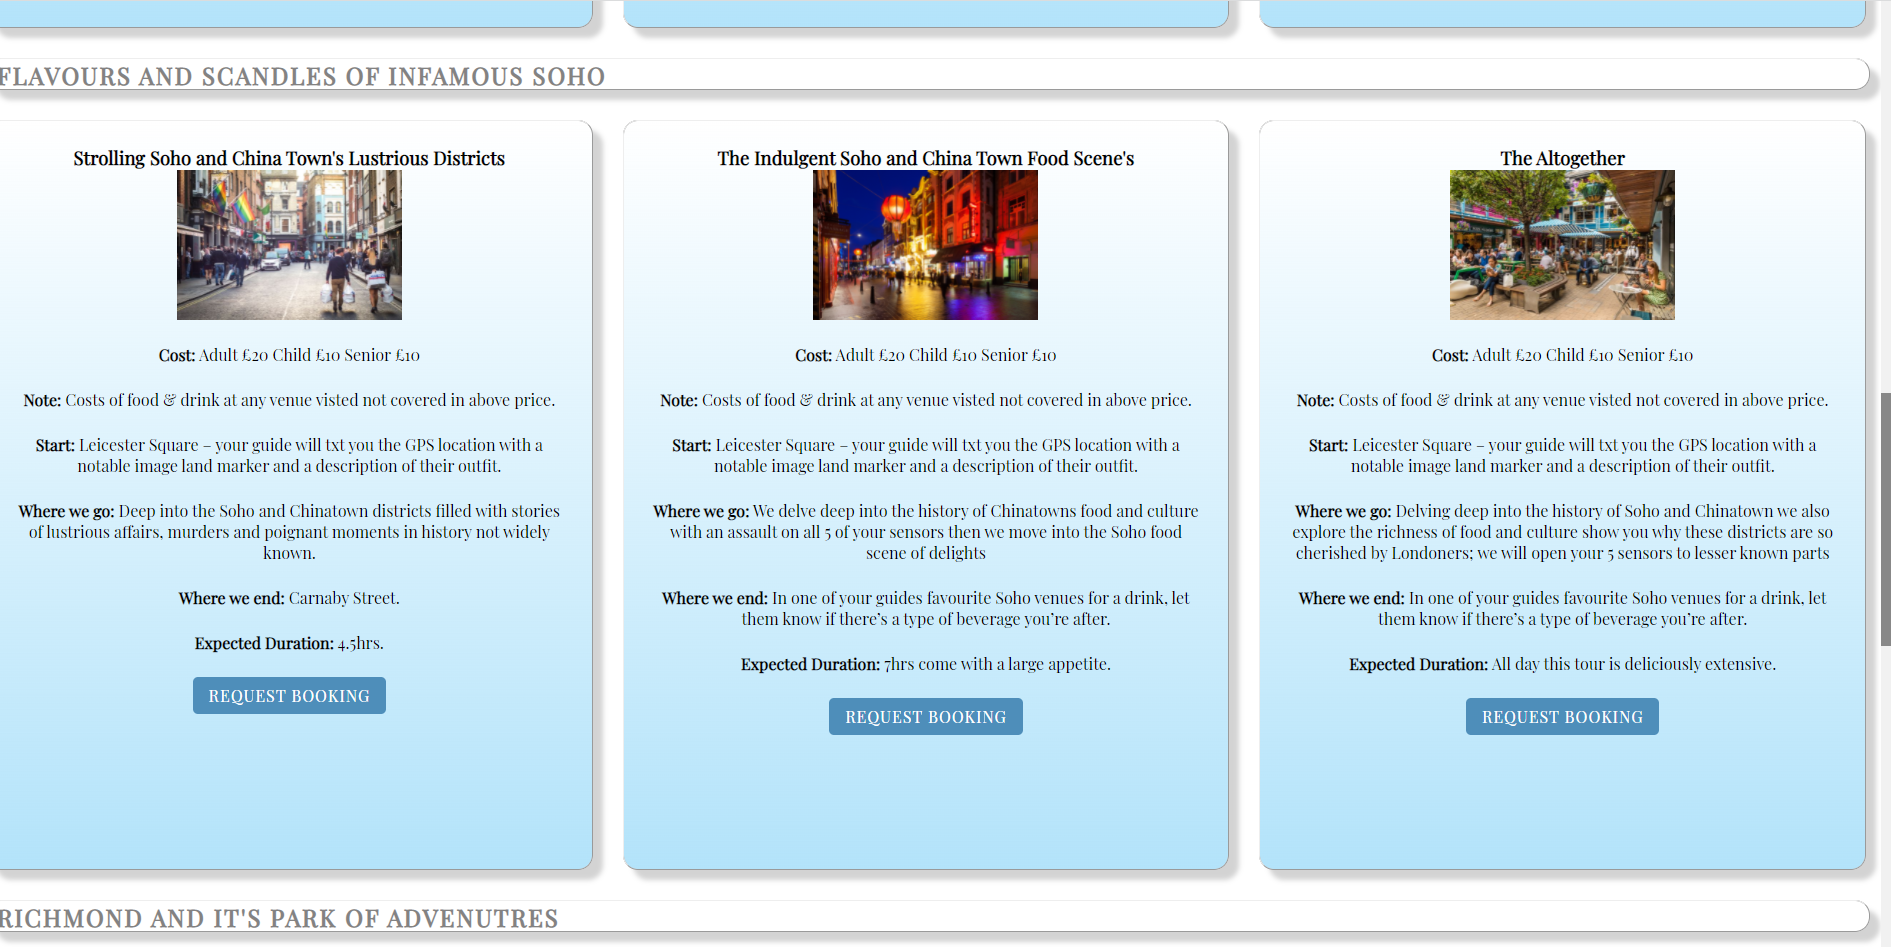 FLAVOURS AND SCANDLES OF INFAMOUS SOHO
Strolling Soho and China Town's Lustrious Districts
Cost: Adult £20 Child £10 Senior £10
Note: Costs of food & drink at any venue visted not covered in above price.
Start: Leicester Square – your guide will txt you the GPS location with a
notable image land marker and a description of their outfit.
Where we go: Deep into the Soho and Chinatown districts filled with stories
of lustrious affairs, murders and poignant moments in history not widely
known.
Where we end: Carnaby Street.
Expected Duration: 4.5hrs.
REQUEST BOOKING
The Indulgent Soho and China Town Food Scene's
Cost: Adult £20 Child £10 Senior £10
Note: Costs of food & drink at any venue visted not covered in above price.
Start: Leicester Square – your guide will txt you the GPS location with a
notable image land marker and a description of their outfit.
Where we go: We delve deep into the history of Chinatowns food and culture
with an assault on all 5 of your sensors then we move into the Soho food
scene of delights
Where we end: In one of your guides favourite Soho venues for a drink, let
them know if there’s a type of beverage you’re after.
Expected Duration: 7hrs come with a large appetite.
REQUEST BOOKING
The Altogether
Cost: Adult £20 Child £10 Senior £10
Note: Costs of food & drink at any venue visted not covered in above price.
Start: Leicester Square – your guide will txt you the GPS location with a
notable image land marker and a description of their outfit.
Where we go: Delving deep into the history of Soho and Chinatown we also
explore the richness of food and culture show you why these districts are so
cherished by Londoners; we will open your 5 sensors to lesser known parts
Where we end: In one of your guides favourite Soho venues for a drink, let
them know if there’s a type of beverage you’re after.
Expected Duration: All day this tour is deliciously extensive.
REQUEST BOOKING
RICHMOND AND IT'S PARK OF ADVENUTRES